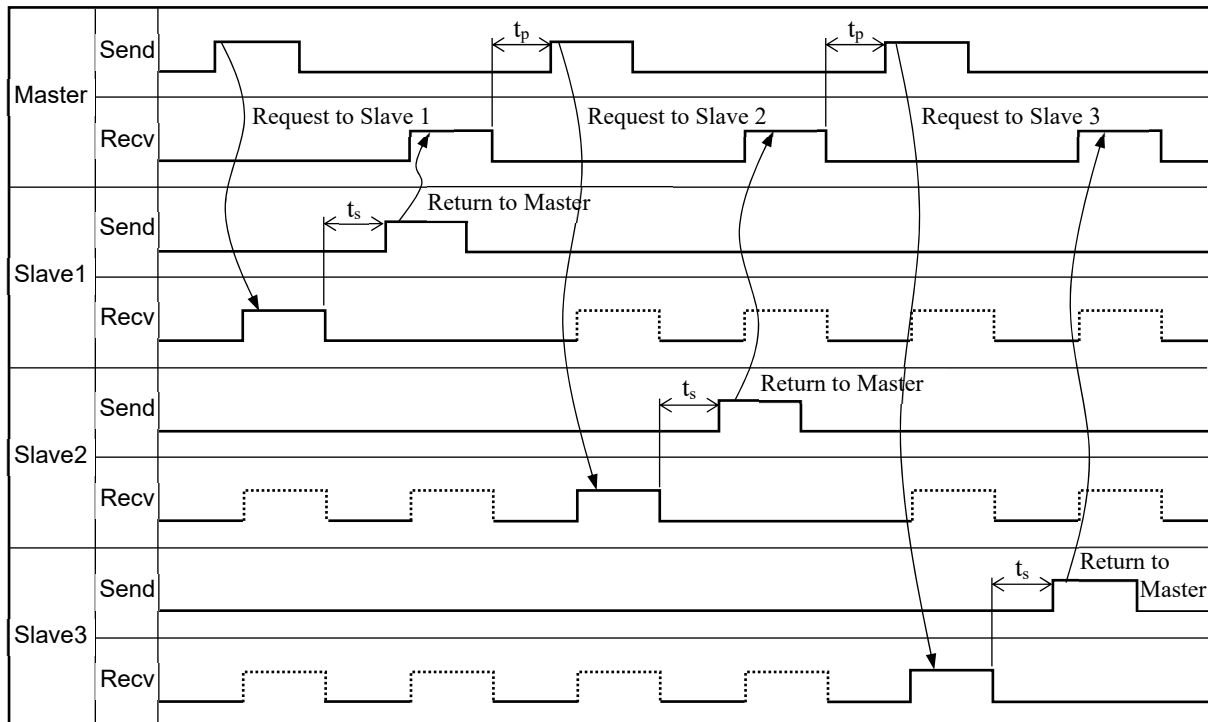 Master
Send
t_p
t_p
Request to Slave 1
Request to Slave 2
Request to Slave 3
Recv
Slave1
Send
t_s
Return to Master
Recv
Slave2
Send
t_s
Return to Master
Recv
Slave3
Send
t_s
Return to
Master
Recv